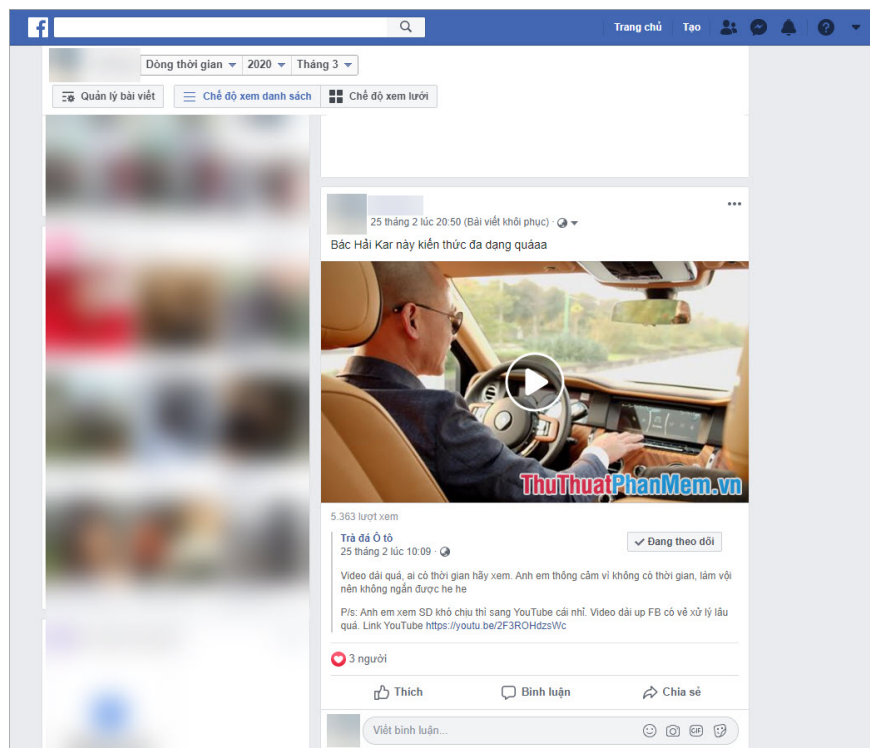 Trang chủ Tạo
Dòng thời gian 2020 Tháng 3
Quản lý bài viết Chế độ xem danh sách Chế độ xem lưới
25 tháng 2 lúc 20:50 (Bài viết khôi phục) ·
Bác Hải Kar này kiến thức đa dạng quáaa
ThuThuatPhanMem.vn
5.363 lượt xem
Trà đá Ô tô
Đang theo dõi
25 tháng 2 lúc 10:09 ·
Video dài quá, ai có thời gian hãy xem. Anh em thông cảm vì không có thời gian, làm vội
nên không ngắn được he he
P/s: Anh em xem SD khó chịu thì sang YouTube cái nhỉ. Video dài up FB có vẻ xử lý lâu
quá. Link YouTube https://youtu.be/2F3ROHdzsWc
3 người
Thích Bình luận Chia sẻ
Viết bình luận...
GIF